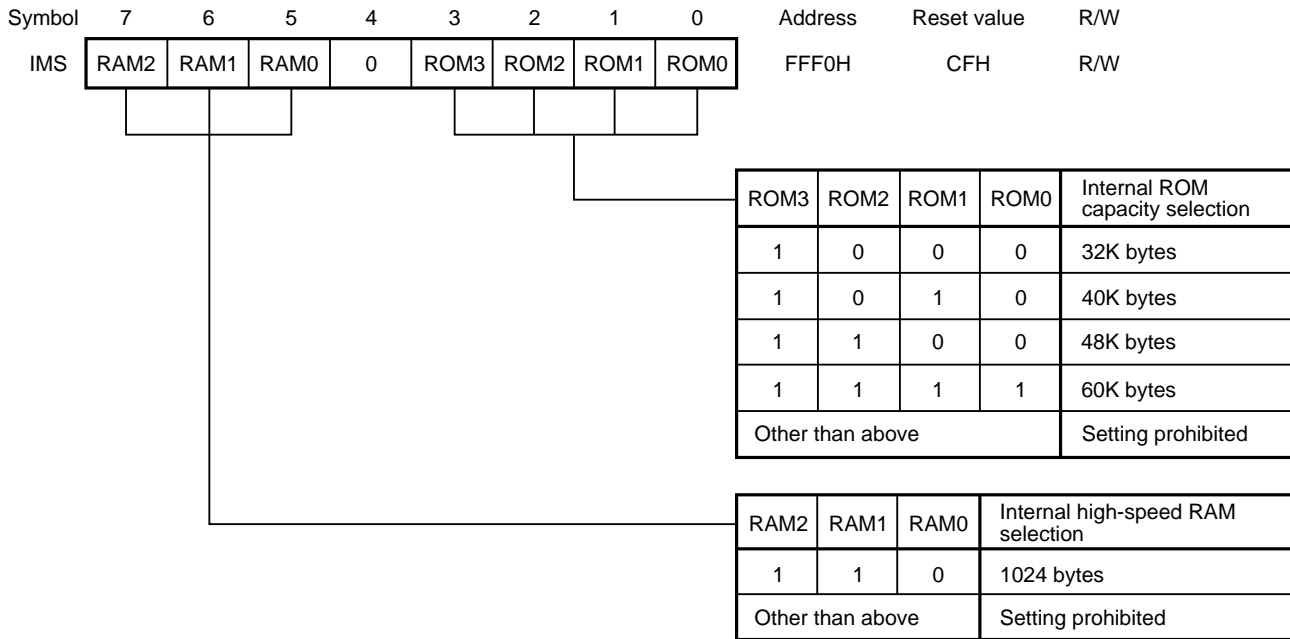 Symbol 7 6 5 4 3 2 1 0 Address Reset value R/W
IMS RAM2 RAM1 RAM0 0 ROM3 ROM2 ROM1 ROM0 FFF0H CFH R/W
ROM3 ROM2 ROM1 ROM0 Internal ROM
capacity selection
1 0 0 0 32K bytes
1 0 1 0 40K bytes
1 1 0 0 48K bytes
1 1 1 1 60K bytes
Other than above Setting prohibited
RAM2 RAM1 RAM0 Internal high-speed RAM
selection
1 1 0 1024 bytes
Other than above Setting prohibited